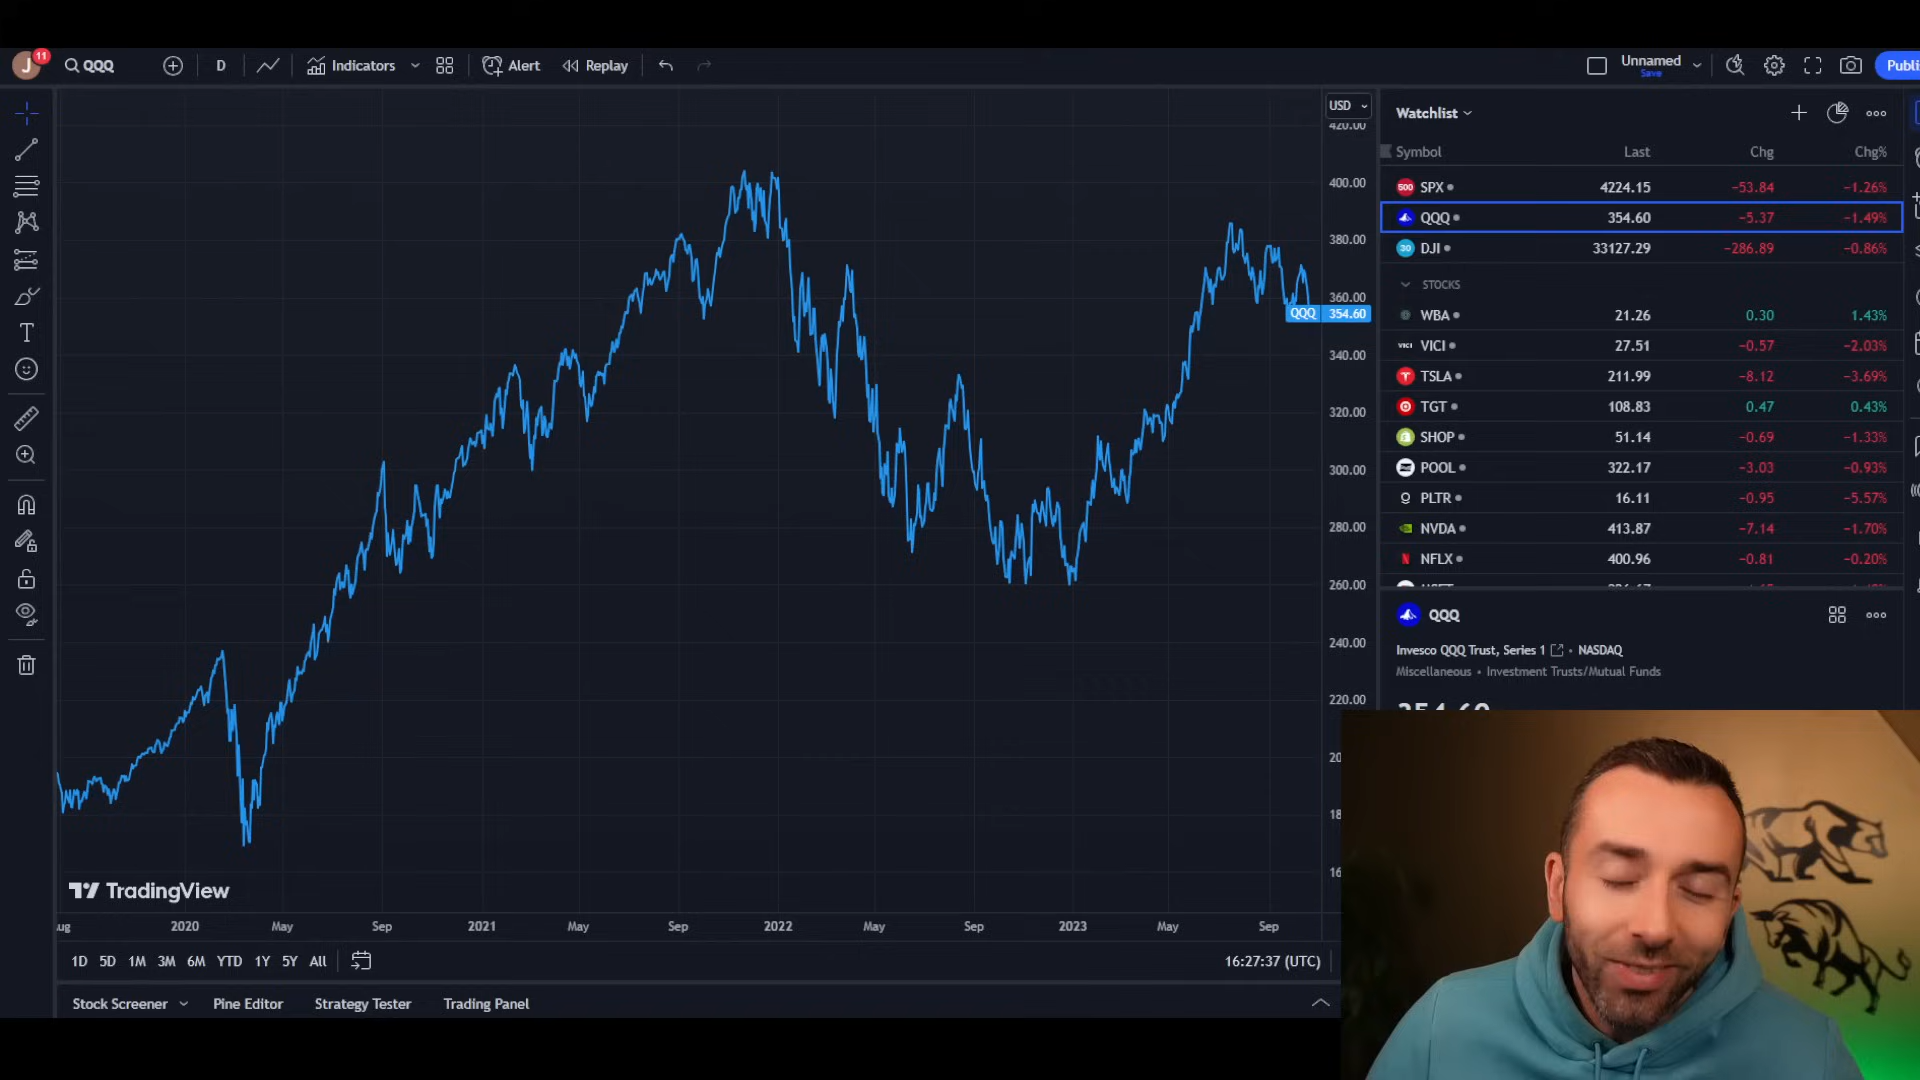 J 11 QQQ D Indicators Alert Replay Unnamed Save Publi
USD
420.00
400.00
380.00
360.00
QQQ 354.60
340.00
320.00
300.00
280.00
260.00
240.00
220.00
Watchlist
Symbol Last Chg Chg%
500 SPX 4224.15 −53.84 −1.26%
QQQ 354.60 −5.37 −1.49%
30 DJI 33127.29 −286.89 −0.86%
STOCKS
WBA 21.26 0.30 1.43%
VICI VICI 27.51 −0.57 −2.03%
TSLA 211.99 −8.12 −3.69%
TGT 108.83 0.47 0.43%
SHOP 51.14 −0.69 −1.33%
POOL 322.17 −3.03 −0.93%
PLTR 16.11 −0.95 −5.57%
NVDA 413.87 −7.14 −1.70%
NFLX 400.96 −0.81 −0.20%
QQQ
Invesco QQQ Trust, Series 1 • NASDAQ
Miscellaneous • Investment Trusts/Mutual Funds
354.60
TradingView
2020 May Sep 2021 May Sep 2022 May Sep 2023 May Sep
1D 5D 1M 3M 6M YTD 1Y 5Y All 16:27:37 (UTC)
Stock Screener Pine Editor Strategy Tester Trading Panel